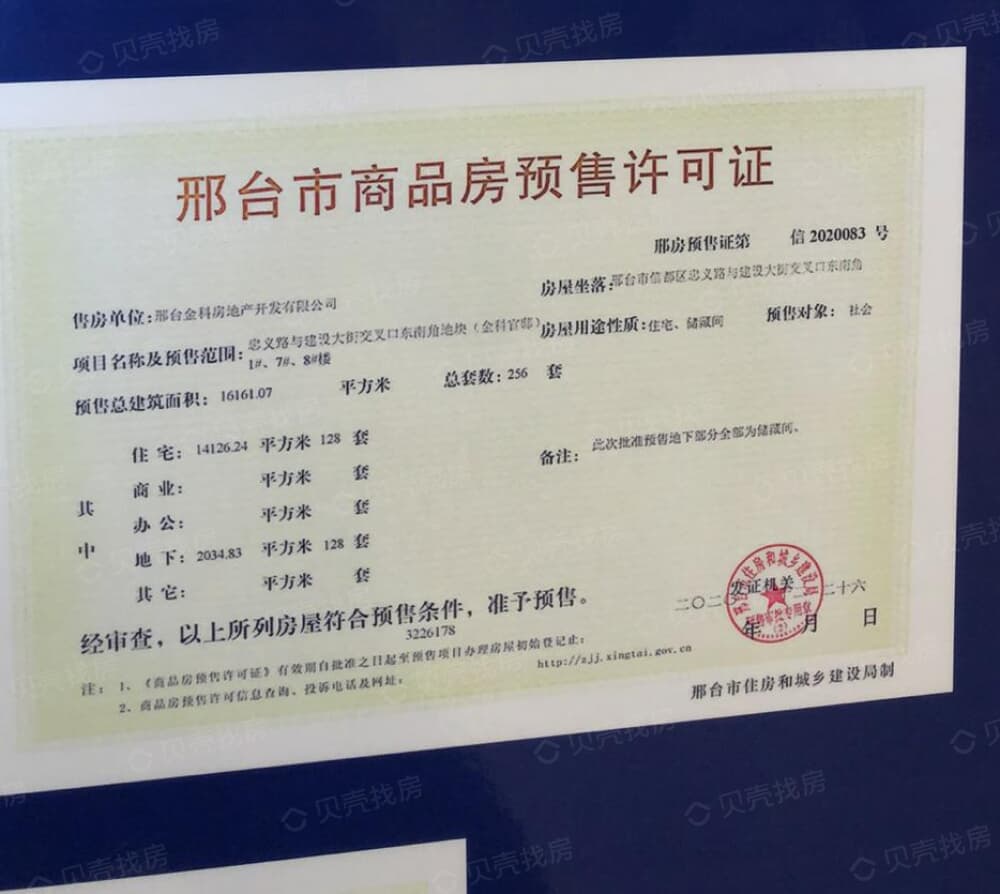 邢台市商品房预售许可证
邢房预售证第 信 2020083 号
售房单位:邢台金科房地产开发有限公司
房屋坐落:邢台市信都区忠义路与建设大街交叉口东南角
项目名称及预售范围:忠义路与建设大街交叉口东南角地块(金科官邸)
1#、7#、8#楼
房屋用途性质:住宅、储藏间
预售对象:社会
预售总建筑面积:16161.07 平方米 总套数:256 套
其中
住宅:14126.24 平方米 128 套
商业: 平方米 套
办公: 平方米 套
地下:2034.83 平方米 128 套
其它: 平方米 套
备注:此次批准预售地下部分全部为储藏间。
经审查,以上所列房屋符合预售条件,准予预售。
3226178
发证机关
二〇二 二十六
年 月 日
注:1、《商品房预售许可证》有效期自批准之日起至预售项目办理房屋初始登记止;
2、商品房预售许可信息查询、投诉电话及网址:
http://zjj.xingtai.gov.cn
邢台市住房和城乡建设局制
贝壳找房